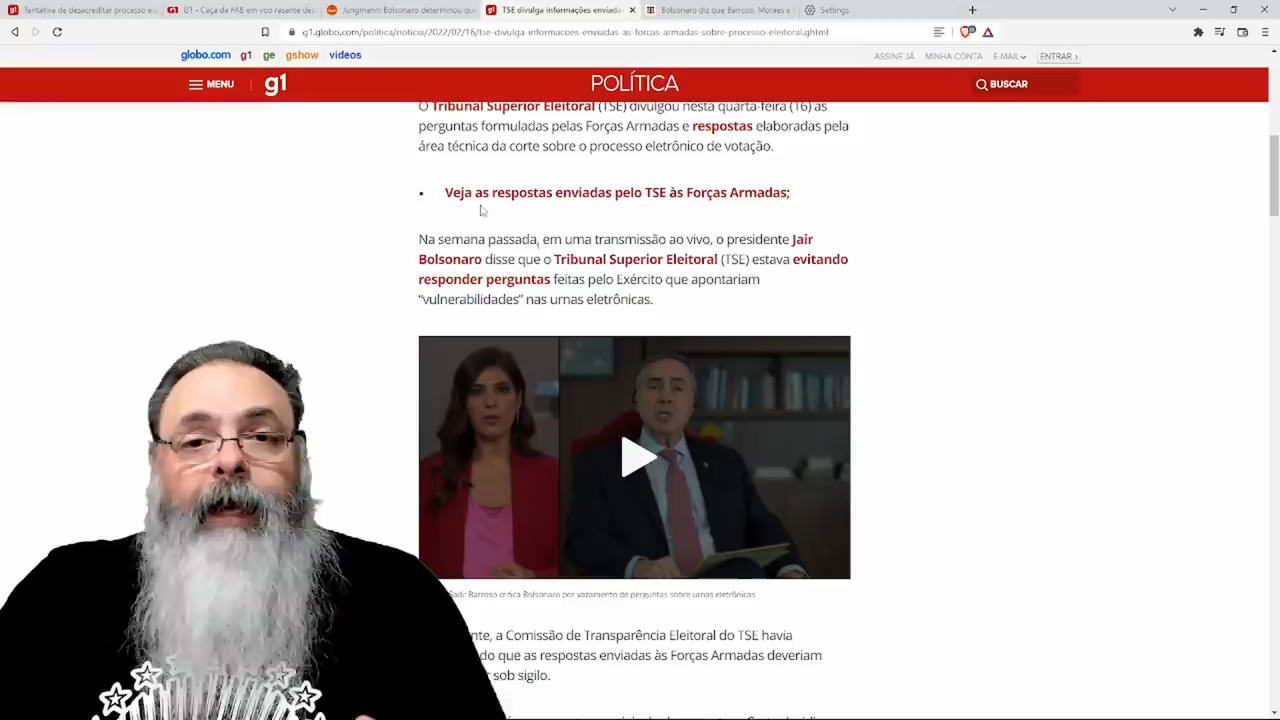 Tentativa de desacreditar processo el
G1 - Caça da FAB em voo rasante des
Jungmann: Bolsonaro determinou qu
TSE divulga informações enviadas
Bolsonaro diz que Barroso, Moraes e
Settings
g1.globo.com/politica/noticia/2022/02/16/tse-divulga-informacoes-enviadas-as-forcas-armadas-sobre-processo-eleitoral.ghtml
globo.com g1 ge gshow vídeos
ASSINE JÁ MINHA CONTA E-MAIL ENTRAR ›
MENU g1 POLÍTICA BUSCAR
O Tribunal Superior Eleitoral (TSE) divulgou nesta quarta-feira (16) as
perguntas formuladas pelas Forças Armadas e respostas elaboradas pela
área técnica da corte sobre o processo eletrônico de votação.
• Veja as respostas enviadas pelo TSE às Forças Armadas;
Na semana passada, em uma transmissão ao vivo, o presidente Jair
Bolsonaro disse que o Tribunal Superior Eleitoral (TSE) estava evitando
responder perguntas feitas pelo Exército que apontariam
“vulnerabilidades” nas urnas eletrônicas.
Sadi: Barroso critica Bolsonaro por vazamento de perguntas sobre urnas eletrônicas
nte, a Comissão de Transparência Eleitoral do TSE havia
do que as respostas enviadas às Forças Armadas deveriam
sob sigilo.